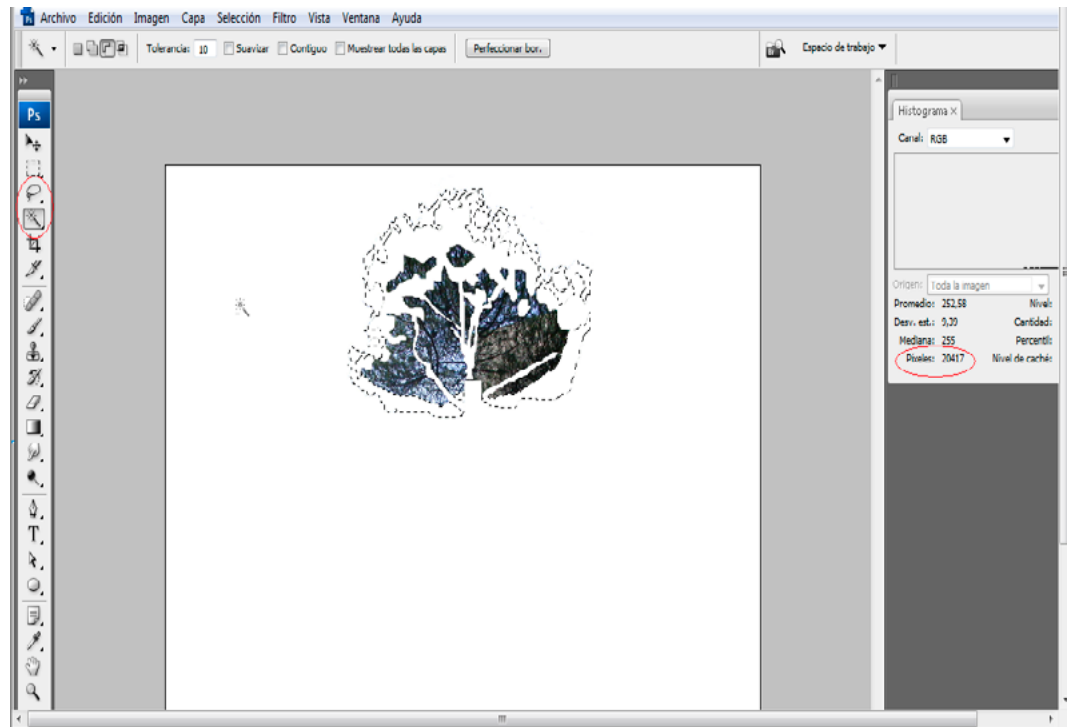 Ps Archivo Edición Imagen Capa Selección Filtro Vista Ventana Ayuda
Tolerancia: 10 Suavizar Contiguo Muestrear todas las capas Perfeccionar bor. Espacio de trabajo
Ps
Histograma ×
Canal: RGB
Origen: Toda la imagen
Promedio: 252,58 Nivel:
Desv. est.: 9,39 Cantidad:
Mediana: 255 Percentil:
Píxeles: 20417 Nivel de caché:
T